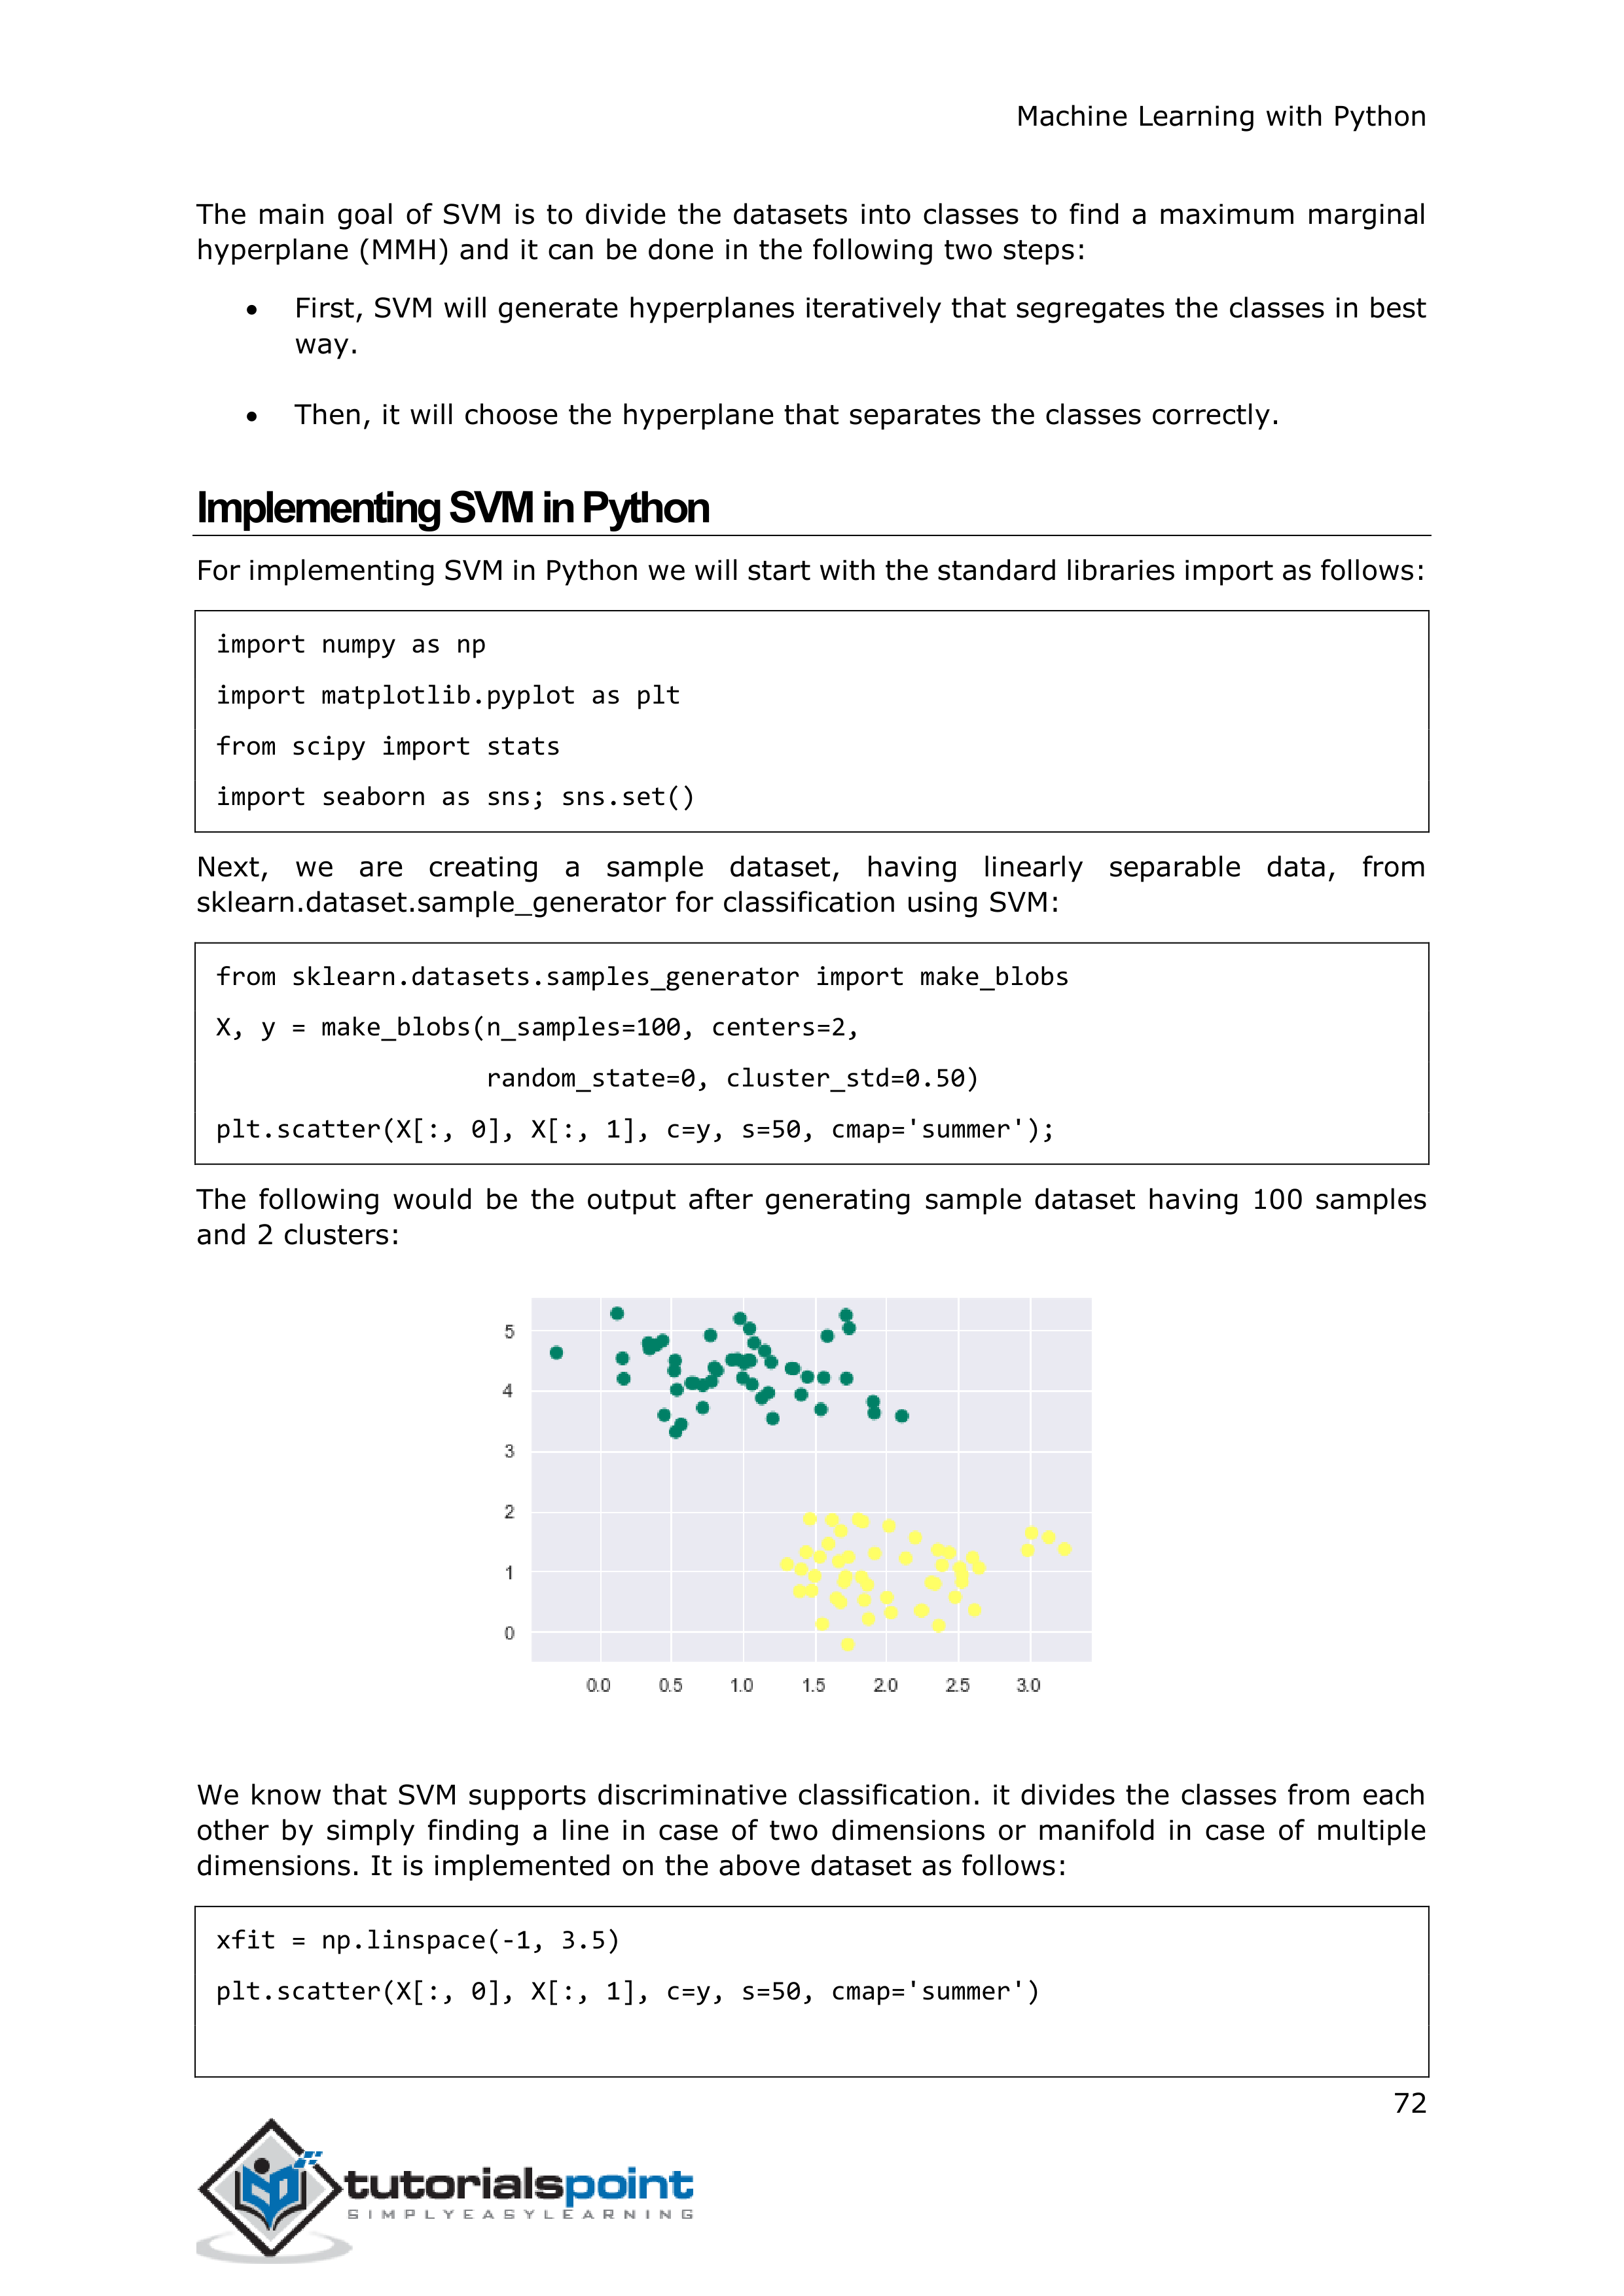 Machine Learning with Python
The main goal of SVM is to divide the datasets into classes to find a maximum marginal
hyperplane (MMH) and it can be done in the following two steps:
• First, SVM will generate hyperplanes iteratively that segregates the classes in best
way.
• Then, it will choose the hyperplane that separates the classes correctly.
Implementing SVM in Python
For implementing SVM in Python we will start with the standard libraries import as follows:
import numpy as np
import matplotlib.pyplot as plt
from scipy import stats
import seaborn as sns; sns.set()
Next, we are creating a sample dataset, having linearly separable data, from
sklearn.dataset.sample_generator for classification using SVM:
from sklearn.datasets.samples_generator import make_blobs
X, y = make_blobs(n_samples=100, centers=2,
random_state=0, cluster_std=0.50)
plt.scatter(X[:, 0], X[:, 1], c=y, s=50, cmap='summer');
The following would be the output after generating sample dataset having 100 samples
and 2 clusters:
5
4
3
2
1
0
0.0 0.5 1.0 1.5 2.0 2.5 3.0
We know that SVM supports discriminative classification. it divides the classes from each
other by simply finding a line in case of two dimensions or manifold in case of multiple
dimensions. It is implemented on the above dataset as follows:
xfit = np.linspace(-1, 3.5)
plt.scatter(X[:, 0], X[:, 1], c=y, s=50, cmap='summer')
72
tutorialspoint
SIMPLYEASYLEARNING